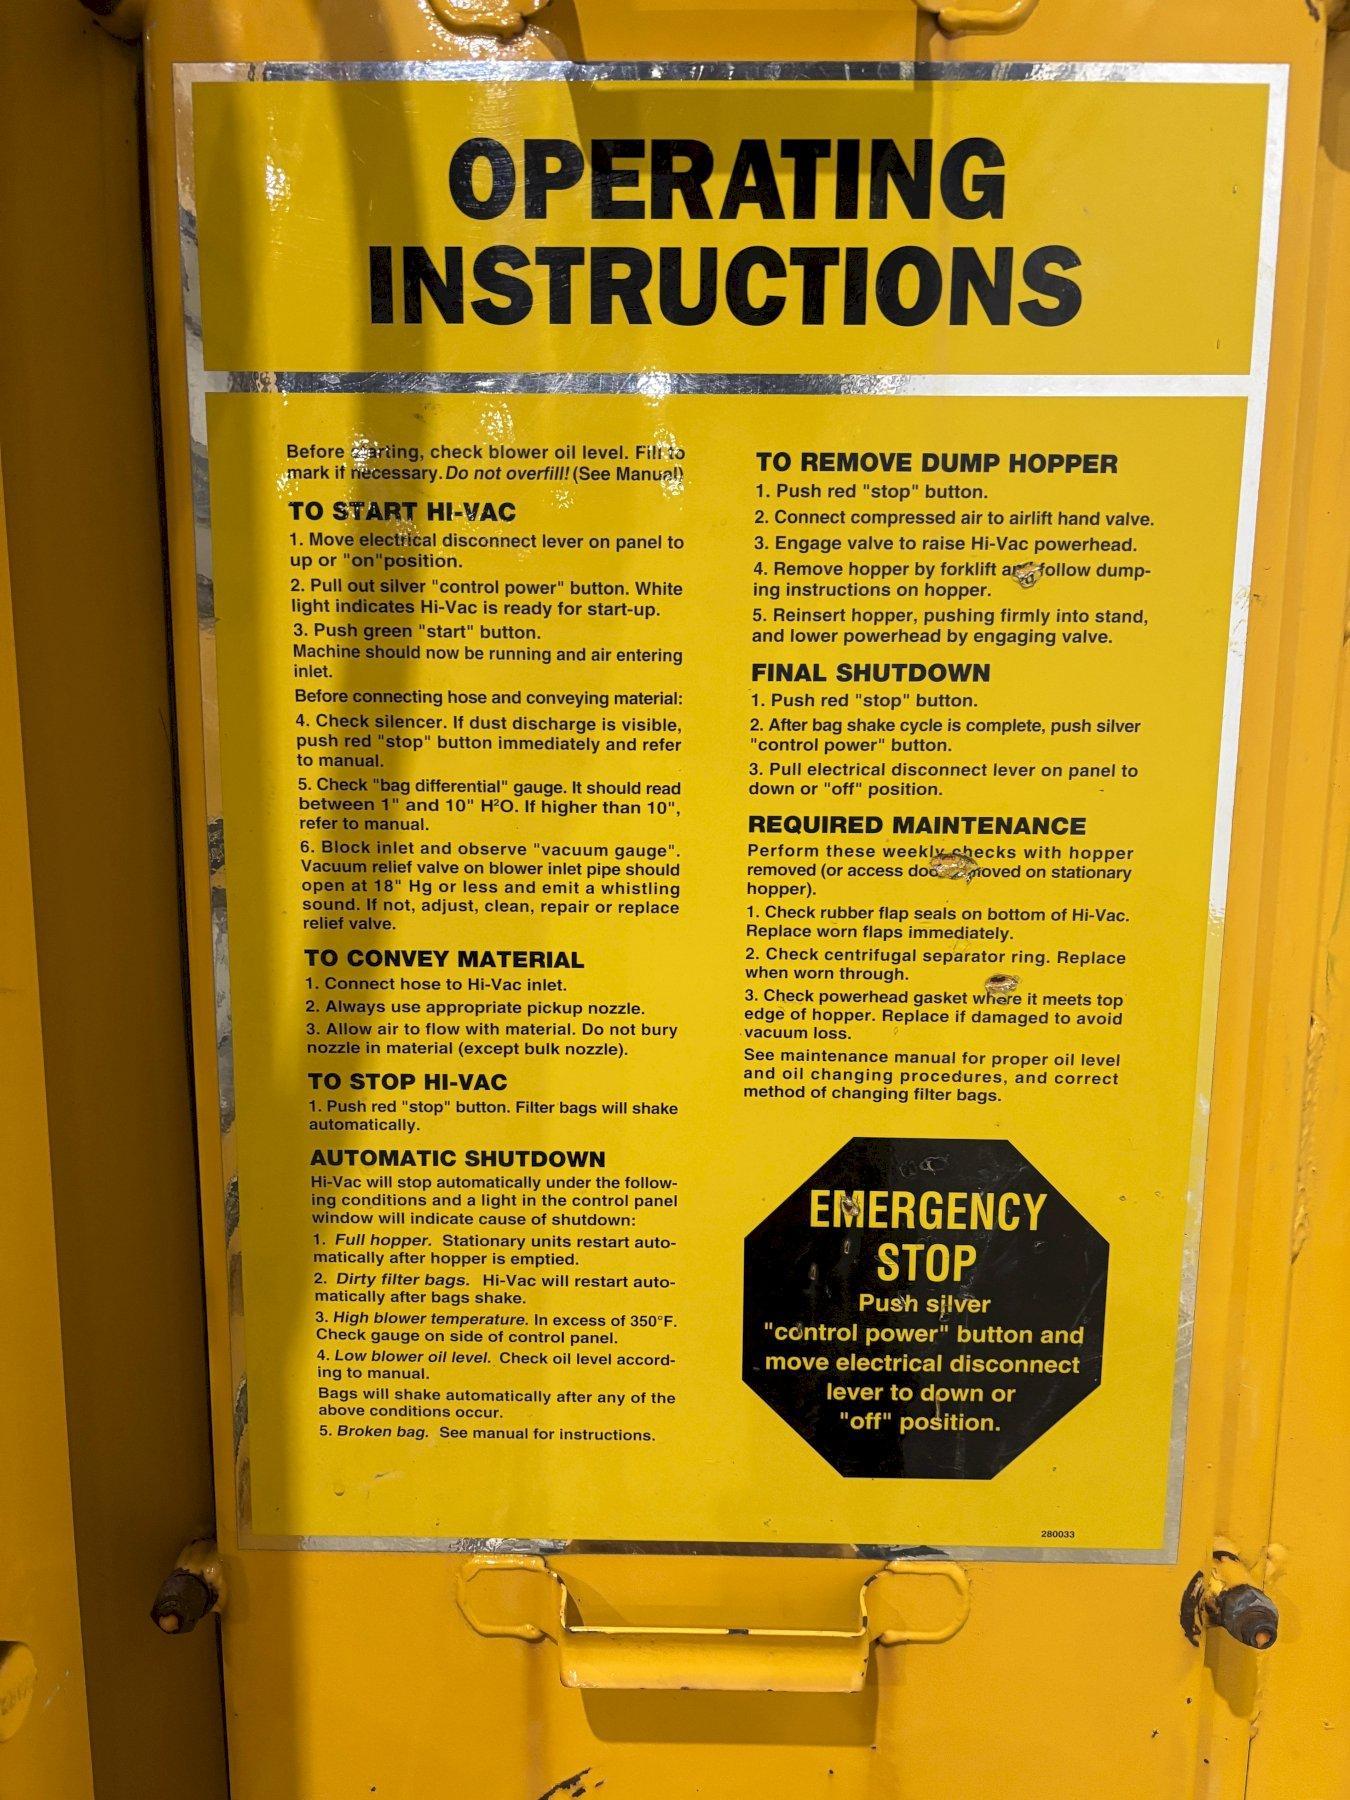 OPERATING
INSTRUCTIONS
Before starting, check blower oil level. Fill to
mark if necessary. Do not overfill! (See Manual)
TO START HI-VAC
1. Move electrical disconnect lever on panel to
up or "on"position.
2. Pull out silver "control power" button. White
light indicates Hi-Vac is ready for start-up.
3. Push green "start" button.
Machine should now be running and air entering
inlet.
Before connecting hose and conveying material:
4. Check silencer. If dust discharge is visible,
push red "stop" button immediately and refer
to manual.
5. Check "bag differential" gauge. It should read
between 1" and 10" H²O. If higher than 10",
refer to manual.
6. Block inlet and observe "vacuum gauge".
Vacuum relief valve on blower inlet pipe should
open at 18" Hg or less and emit a whistling
sound. If not, adjust, clean, repair or replace
relief valve.
TO CONVEY MATERIAL
1. Connect hose to Hi-Vac inlet.
2. Always use appropriate pickup nozzle.
3. Allow air to flow with material. Do not bury
nozzle in material (except bulk nozzle).
TO STOP HI-VAC
1. Push red "stop" button. Filter bags will shake
automatically.
AUTOMATIC SHUTDOWN
Hi-Vac will stop automatically under the follow-
ing conditions and a light in the control panel
window will indicate cause of shutdown:
1. Full hopper. Stationary units restart auto-
matically after hopper is emptied.
2. Dirty filter bags. Hi-Vac will restart auto-
matically after bags shake.
3. High blower temperature. In excess of 350°F.
Check gauge on side of control panel.
4. Low blower oil level. Check oil level accord-
ing to manual.
Bags will shake automatically after any of the
above conditions occur.
5. Broken bag. See manual for instructions.
TO REMOVE DUMP HOPPER
1. Push red "stop" button.
2. Connect compressed air to airlift hand valve.
3. Engage valve to raise Hi-Vac powerhead.
4. Remove hopper by forklift and follow dump-
ing instructions on hopper.
5. Reinsert hopper, pushing firmly into stand,
and lower powerhead by engaging valve.
FINAL SHUTDOWN
1. Push red "stop" button.
2. After bag shake cycle is complete, push silver
"control power" button.
3. Pull electrical disconnect lever on panel to
down or "off" position.
REQUIRED MAINTENANCE
Perform these weekly checks with hopper
removed (or access door removed on stationary
hopper).
1. Check rubber flap seals on bottom of Hi-Vac.
Replace worn flaps immediately.
2. Check centrifugal separator ring. Replace
when worn through.
3. Check powerhead gasket where it meets top
edge of hopper. Replace if damaged to avoid
vacuum loss.
See maintenance manual for proper oil level
and oil changing procedures, and correct
method of changing filter bags.
EMERGENCY
STOP
Push silver
"control power" button and
move electrical disconnect
lever to down or
"off" position.
280033